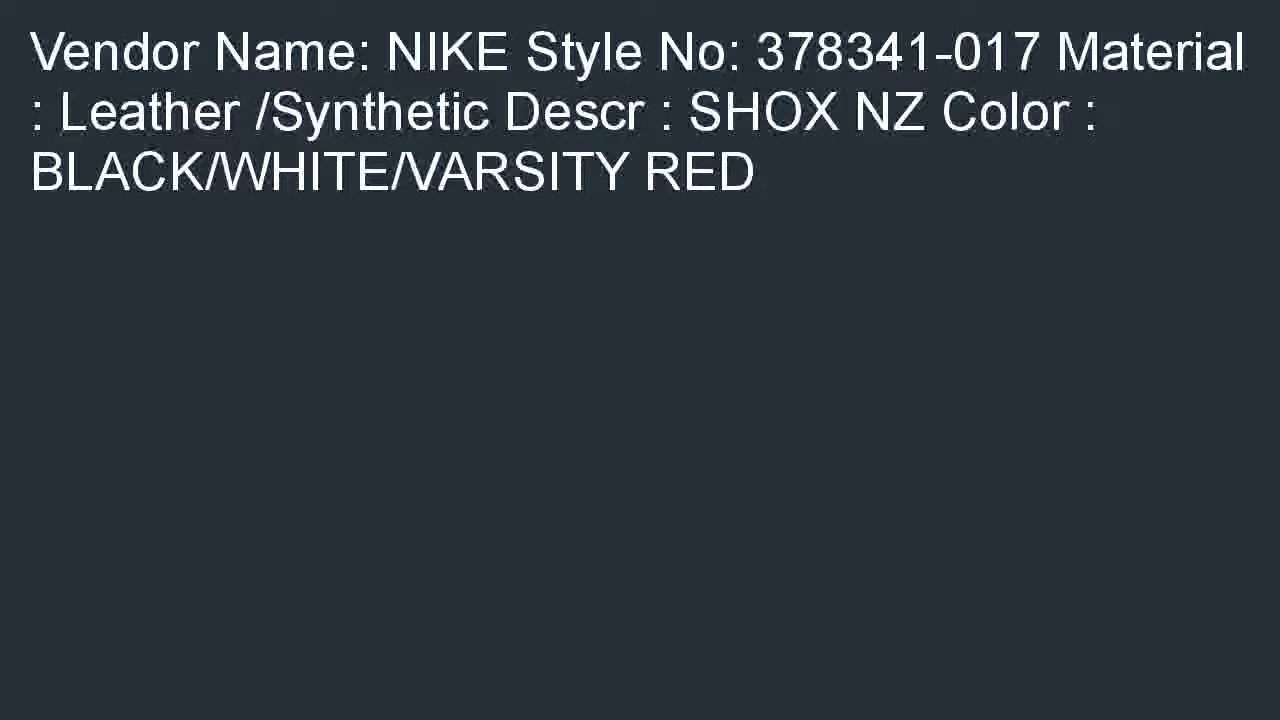 Vendor Name: NIKE Style No: 378341-017 Material
: Leather /Synthetic Descr : SHOX NZ Color :
BLACK/WHITE/VARSITY RED